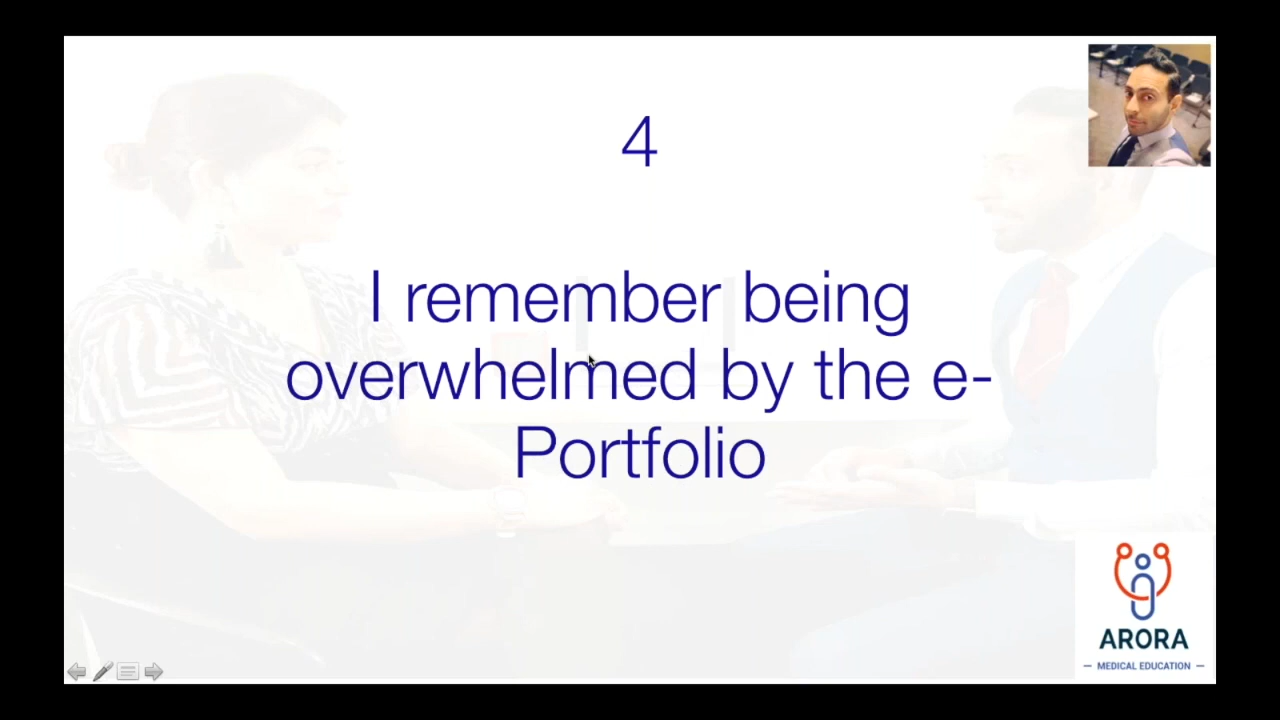 4
I remember being
overwhelmed by the e-
Portfolio
ARORA
MEDICAL EDUCATION